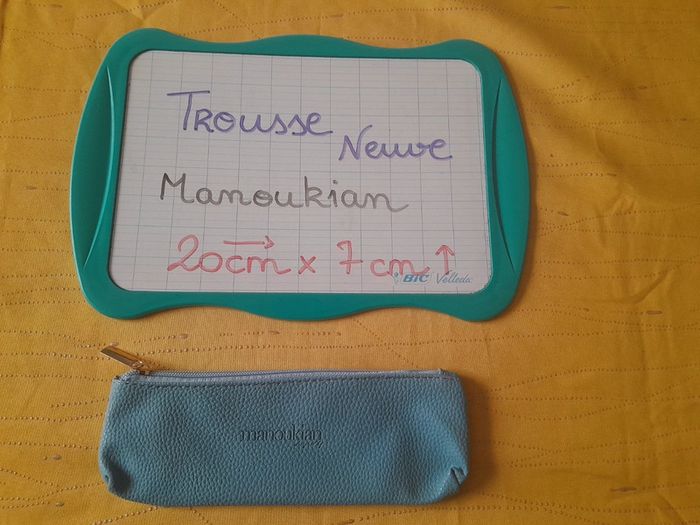 Trousse
Neuve
Manoukian
20cm → x 7 cm ↑
BIC Velleda
manoukian